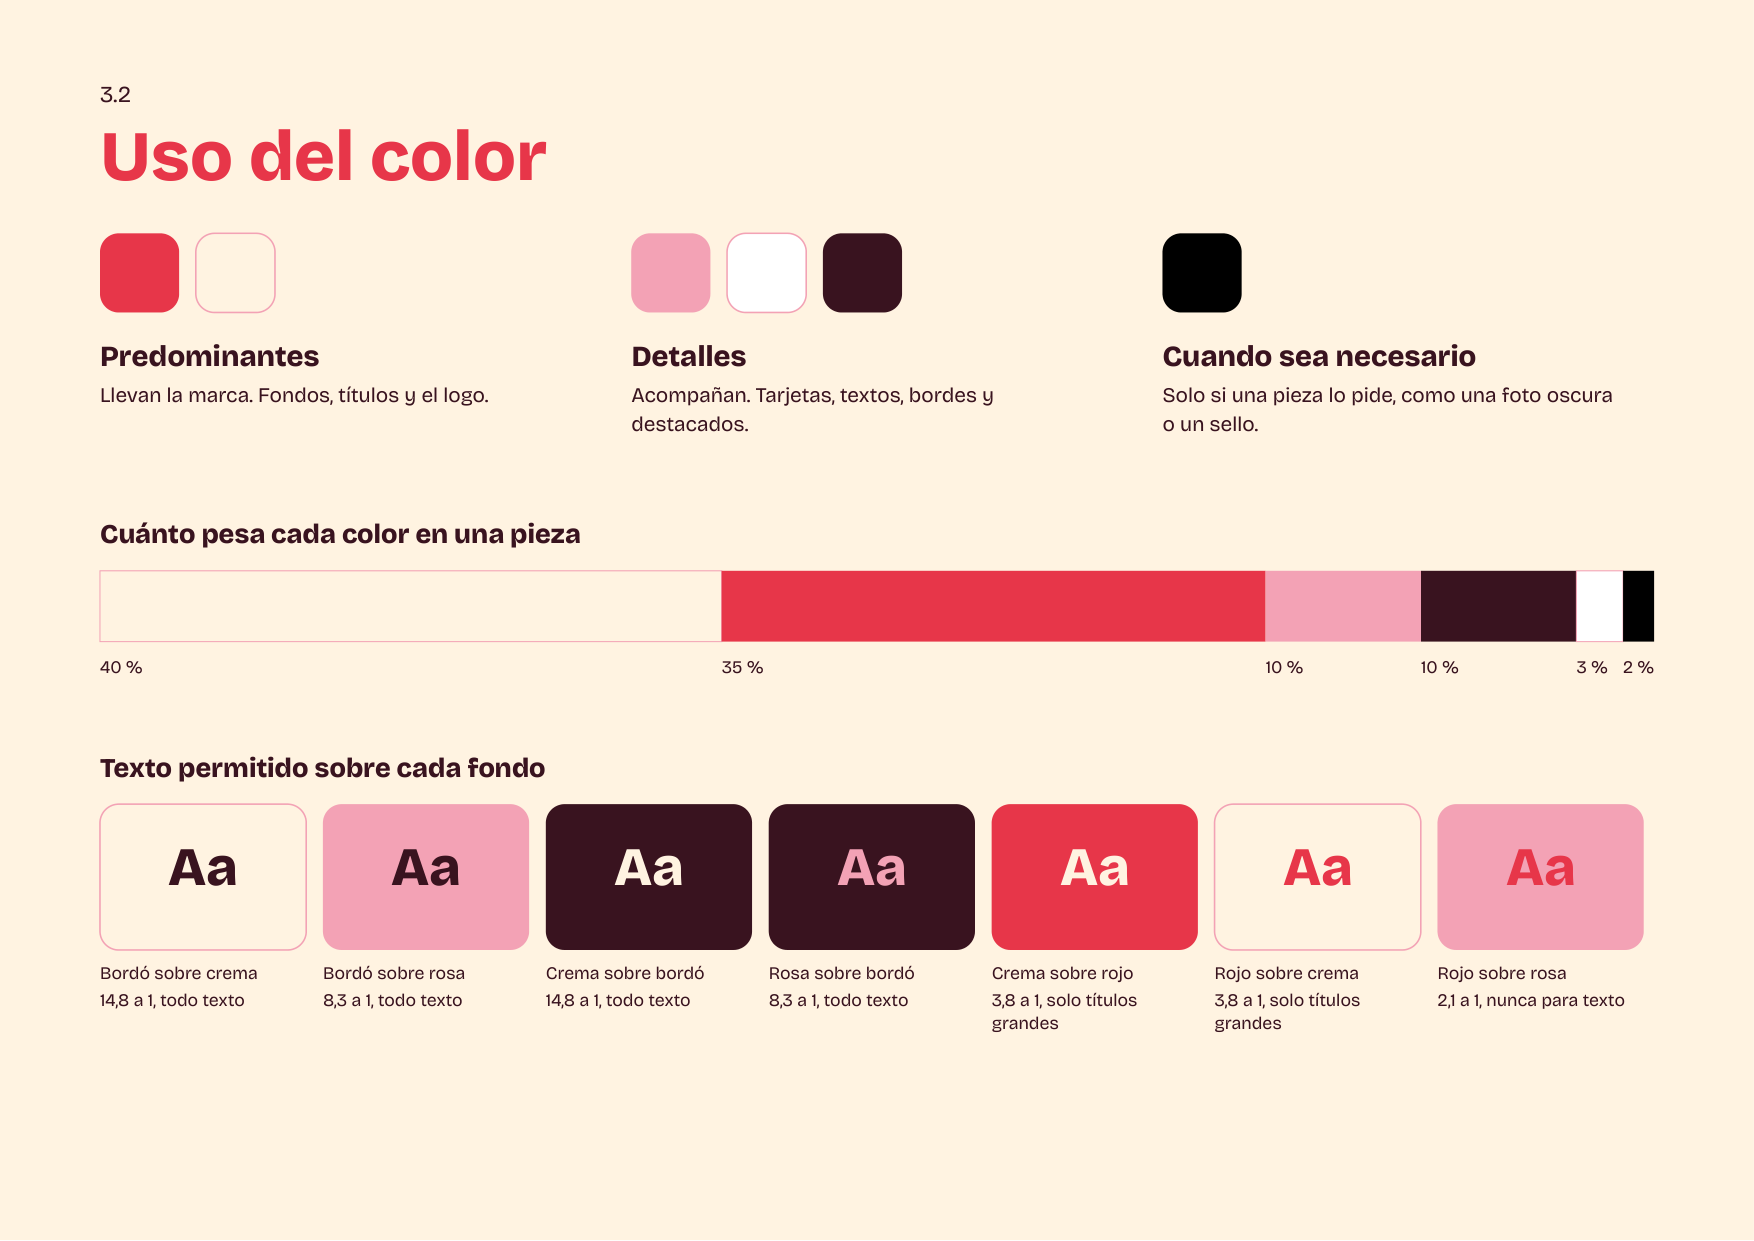 3.2
Uso del color
Predominantes
Llevan la marca. Fondos, títulos y el logo.
Detalles
Acompañan. Tarjetas, textos, bordes y
destacados.
Cuando sea necesario
Solo si una pieza lo pide, como una foto oscura
o un sello.
Cuánto pesa cada color en una pieza
40 %
35 %
10 %
10 %
3 %
2 %
Texto permitido sobre cada fondo
Aa
Bordó sobre crema
14,8 a 1, todo texto
Aa
Bordó sobre rosa
8,3 a 1, todo texto
Aa
Crema sobre bordó
14,8 a 1, todo texto
Aa
Rosa sobre bordó
8,3 a 1, todo texto
Aa
Crema sobre rojo
3,8 a 1, solo títulos
grandes
Aa
Rojo sobre crema
3,8 a 1, solo títulos
grandes
Aa
Rojo sobre rosa
2,1 a 1, nunca para texto